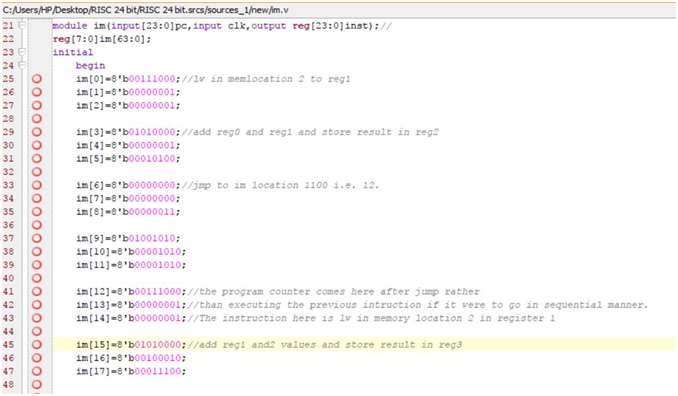 C:/Users/HP/Desktop/RISC 24 bit/RISC 24 bit.srcs/sources_1/new/im.v
21 module im(input[23:0]pc,input clk,output reg[23:0]inst);//
22 reg[7:0]im[63:0];
23 initial
24 begin
25 im[0]=8'b00111000;//lw in memlocation 2 to reg1
26 im[1]=8'b00000001;
27 im[2]=8'b00000001;
28
29 im[3]=8'b01010000;//add reg0 and reg1 and store result in reg2
30 im[4]=8'b00000001;
31 im[5]=8'b00010100;
32
33 im[6]=8'b00000000;//jmp to im location 1100 i.e. 12.
34 im[7]=8'b00000000;
35 im[8]=8'b00000011;
36
37 im[9]=8'b01001010;
38 im[10]=8'b00001010;
39 im[11]=8'b00001010;
40
41 im[12]=8'b00111000;//the program counter comes here after jump rather
42 im[13]=8'b00000001;//than executing the previous intruction if it were to go in sequential manner.
43 im[14]=8'b00000001;//The instruction here is lw in memory location 2 in register 1
44
45 im[15]=8'b01010000;//add reg1 and2 values and store result in reg3
46 im[16]=8'b00100010;
47 im[17]=8'b00011100;
48